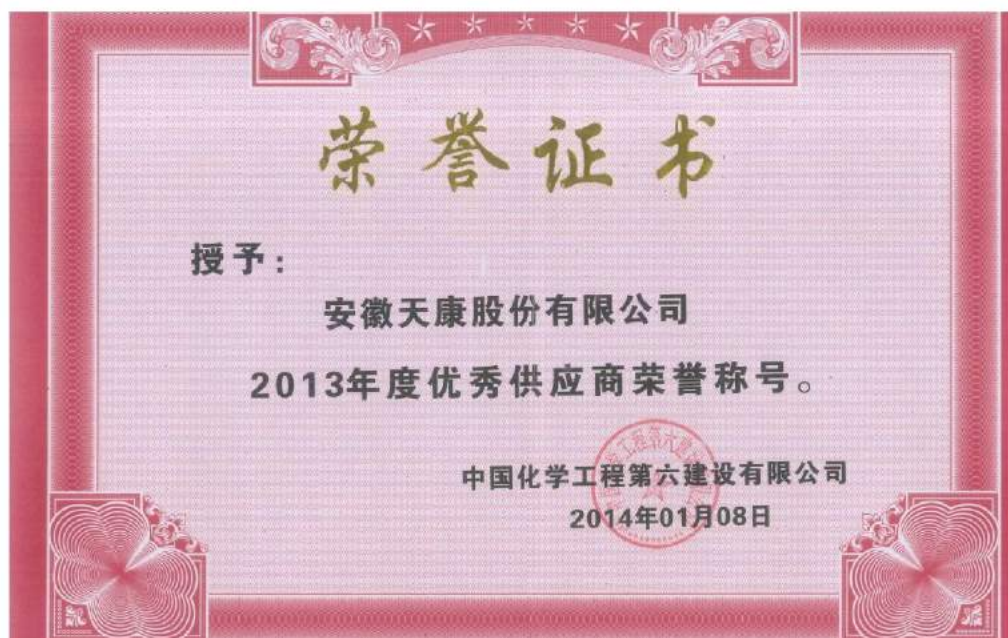 荣誉证书
授予：
安徽天康股份有限公司
2013年度优秀供应商荣誉称号。
中国化学工程第六建设有限公司
2014年01月08日